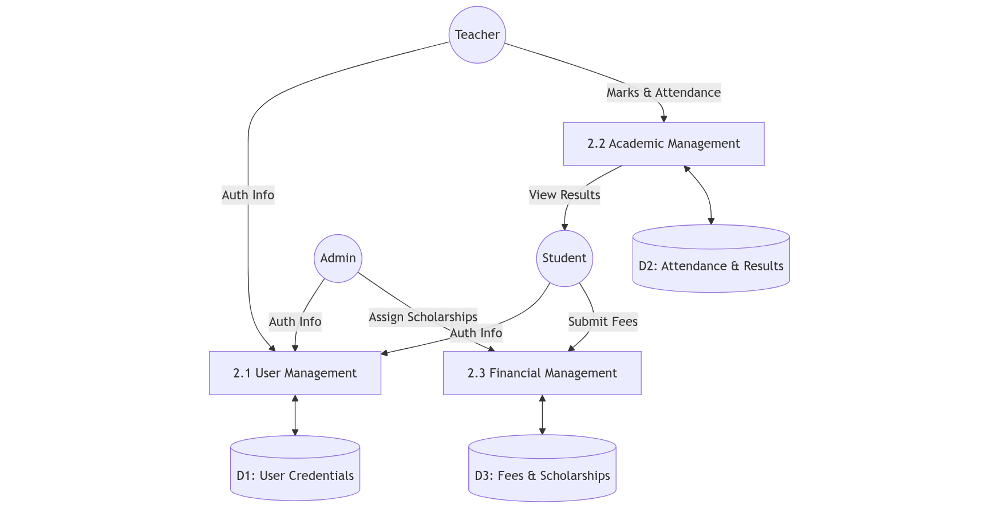 Teacher
Marks & Attendance
2.2 Academic Management
Auth Info
View Results
Admin
Student
D2: Attendance & Results
Auth Info
Assign Scholarships
Auth Info
Submit Fees
2.1 User Management
2.3 Financial Management
D1: User Credentials
D3: Fees & Scholarships